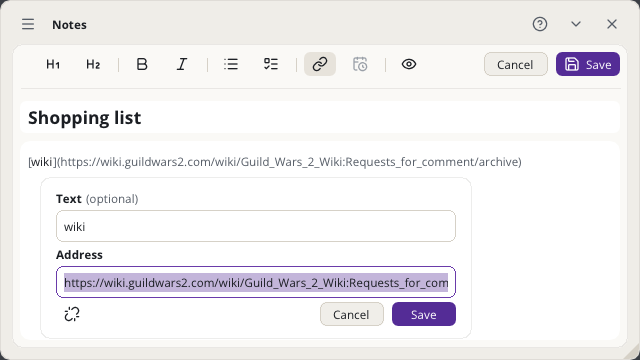 Notes
H1 H2 B I Cancel Save
Shopping list
[wiki](https://wiki.guildwars2.com/wiki/Guild_Wars_2_Wiki:Requests_for_comment/archive)
Text (optional)
wiki
Address
https://wiki.guildwars2.com/wiki/Guild_Wars_2_Wiki:Requests_for_com
Cancel Save